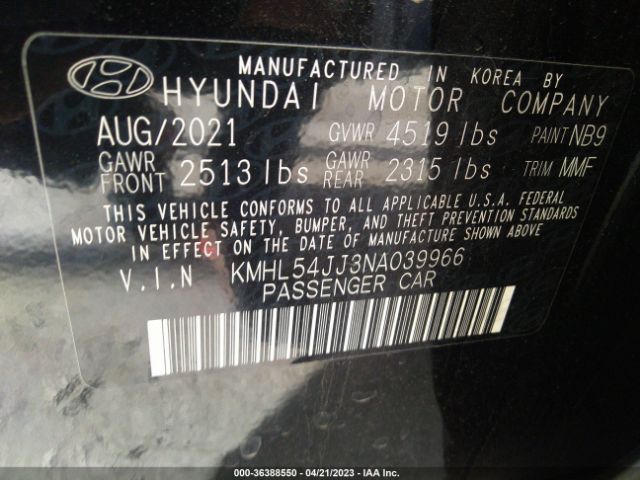 MANUFACTURED IN KOREA BY
HYUNDAI MOTOR COMPANY
AUG/2021 GVWR 4519 lbs PAINT NB9
GAWR FRONT 2513 lbs GAWR REAR 2315 lbs TRIM MMF
THIS VEHICLE CONFORMS TO ALL APPLICABLE U.S.A. FEDERAL
MOTOR VEHICLE SAFETY, BUMPER, AND THEFT PREVENTION STANDARDS
IN EFFECT ON THE DATE OF MANUFACTURE SHOWN ABOVE
V.I.N KMHL54JJ3NA039966
PASSENGER CAR
000-36388550 - 04/21/2023 - IAA Inc.